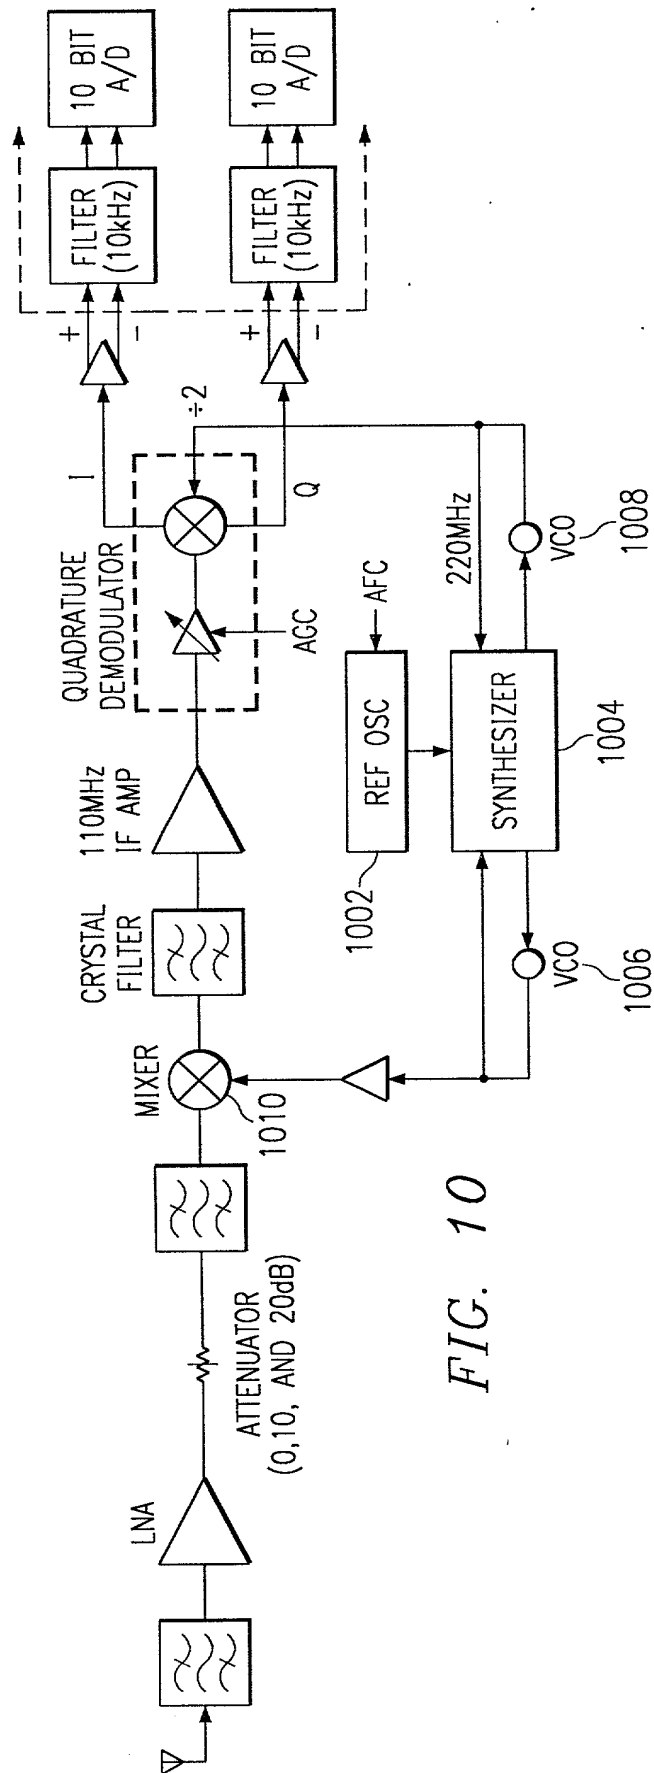 LNA
ATTENUATOR
(0,10, AND 20dB)
MIXER
1010
CRYSTAL
FILTER
110MHz
IF AMP
QUADRATURE
DEMODULATOR
AGC
I
Q
÷2
+
-
+
-
FILTER
(10kHz)
FILTER
(10kHz)
10 BIT
A/D
10 BIT
A/D
REF OSC
AFC
1002
220MHz
SYNTHESIZER
1004
VCO
1006
VCO
1008
FIG. 10